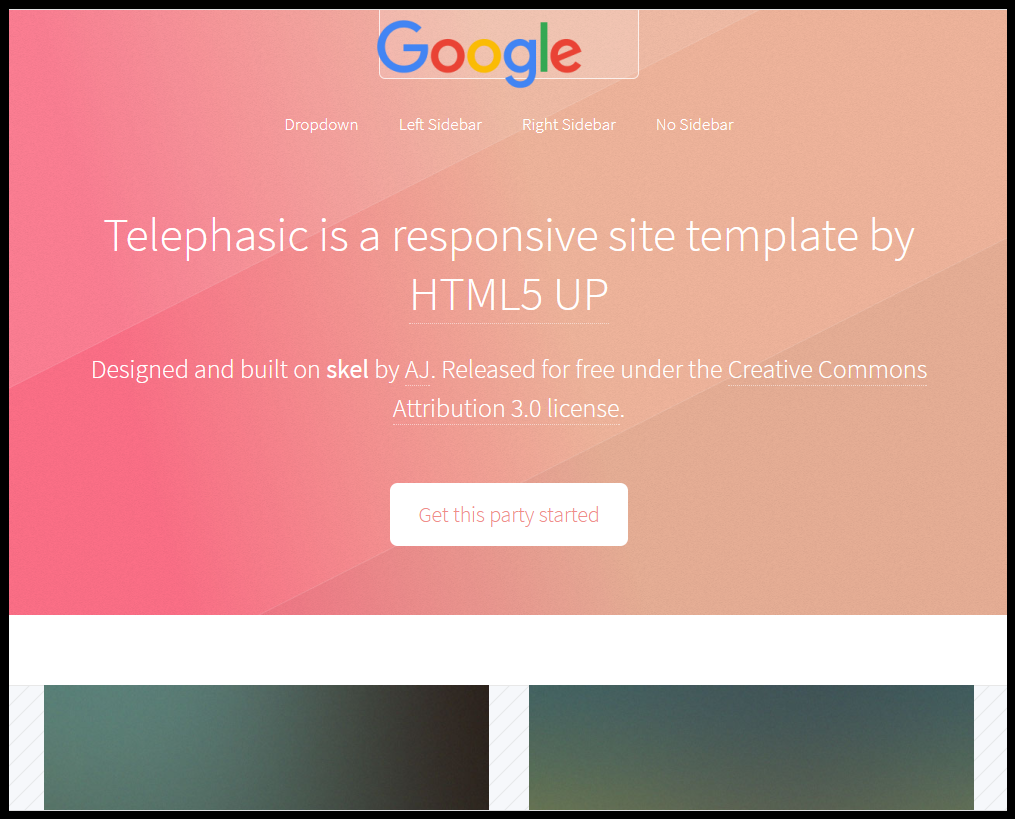 Google
Dropdown Left Sidebar Right Sidebar No Sidebar
Telephasic is a responsive site template by
HTML5 UP
Designed and built on skel by AJ. Released for free under the Creative Commons
Attribution 3.0 license.
Get this party started